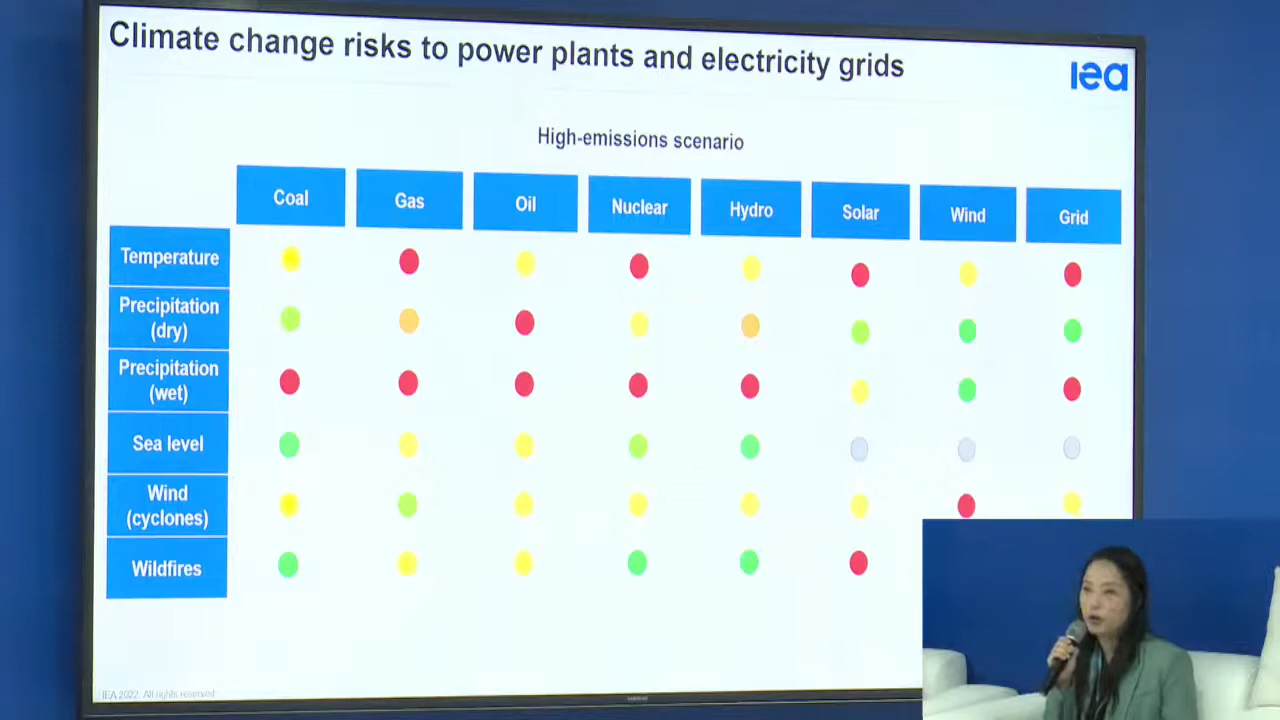 Climate change risks to power plants and electricity grids
iea
High-emissions scenario
Coal
Gas
Oil
Nuclear
Hydro
Solar
Wind
Grid
Temperature
Precipitation
(dry)
Precipitation
(wet)
Sea level
Wind
(cyclones)
Wildfires
IEA 2022. All rights reserved